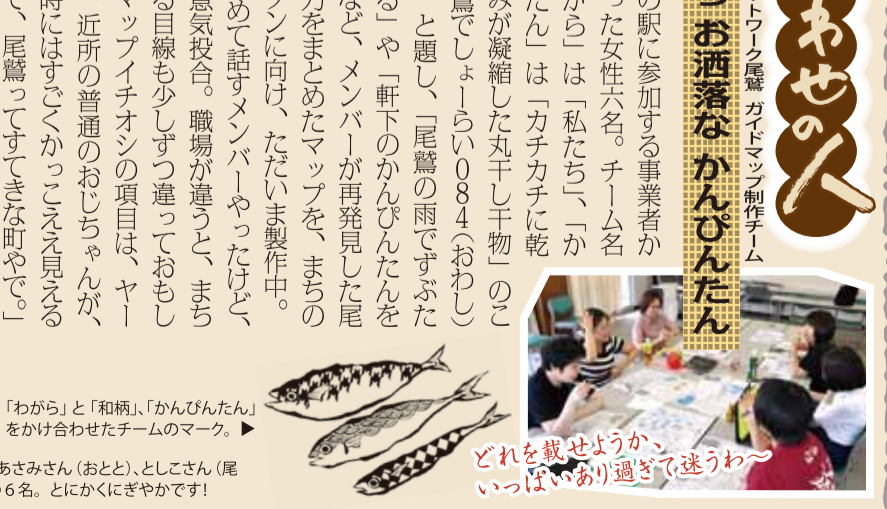 わせの人
トワーク尾鷲 ガイドマップ制作チーム
お洒落な かんぴんたん
の駅に参加する事業者か
った女性六名。チーム名
から」は「私たち」、「か
たん」は「カチカチに乾
みが凝縮した丸干し干物」のこ
鷲でしょーらい084(おわし)
と題し、「尾鷲の雨でずぶた
る」や「軒下のかんぴんたんを
など、メンバーが再発見した尾
力をまとめたマップを、まちの
ンに向け、ただいま製作中。
めて話すメンバーやったけど、
意気投合。職場が違うと、まち
る目線も少しずつ違っておもし
マップイチオシの項目は、ヤー
近所の普通のおじちゃんが、
時にはすごくかっこええ見える
で、尾鷲ってすてきな町やで。」
どれを載せようか、
いっぱいあり過ぎて迷うわ〜
「わがら」と「和柄」、「かんぴんたん」
をかけ合わせたチームのマーク。▶
あさみさん(おとと)、としこさん(尾
の6名。とにかくにぎやかです!